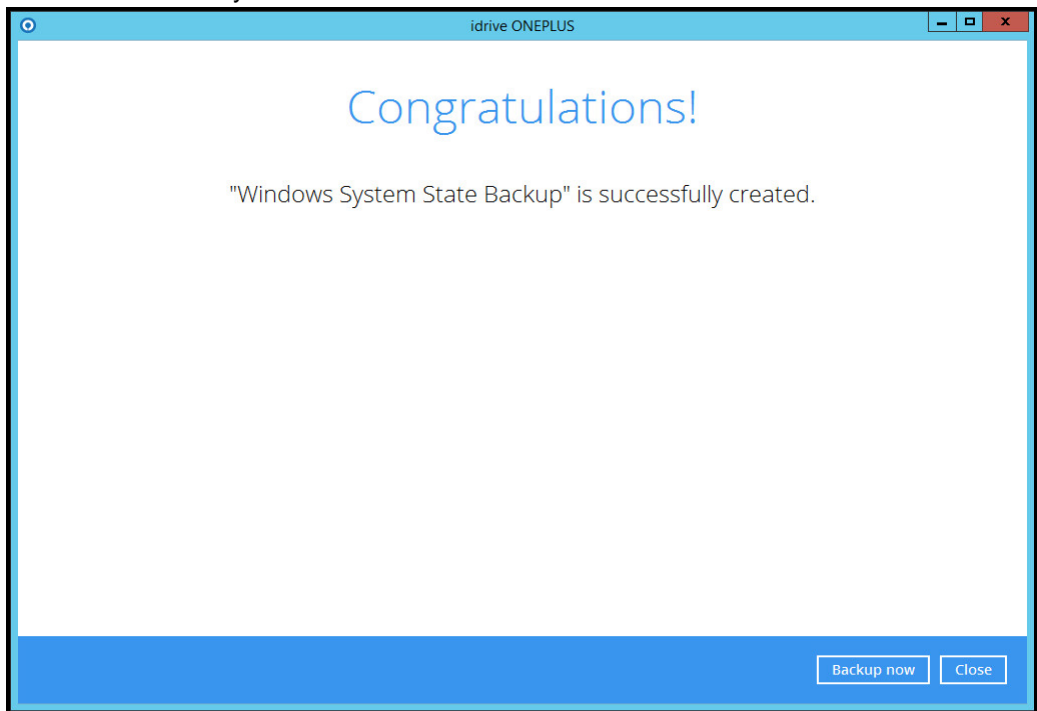 idrive ONEPLUS
Congratulations!
"Windows System State Backup" is successfully created.
Backup now Close